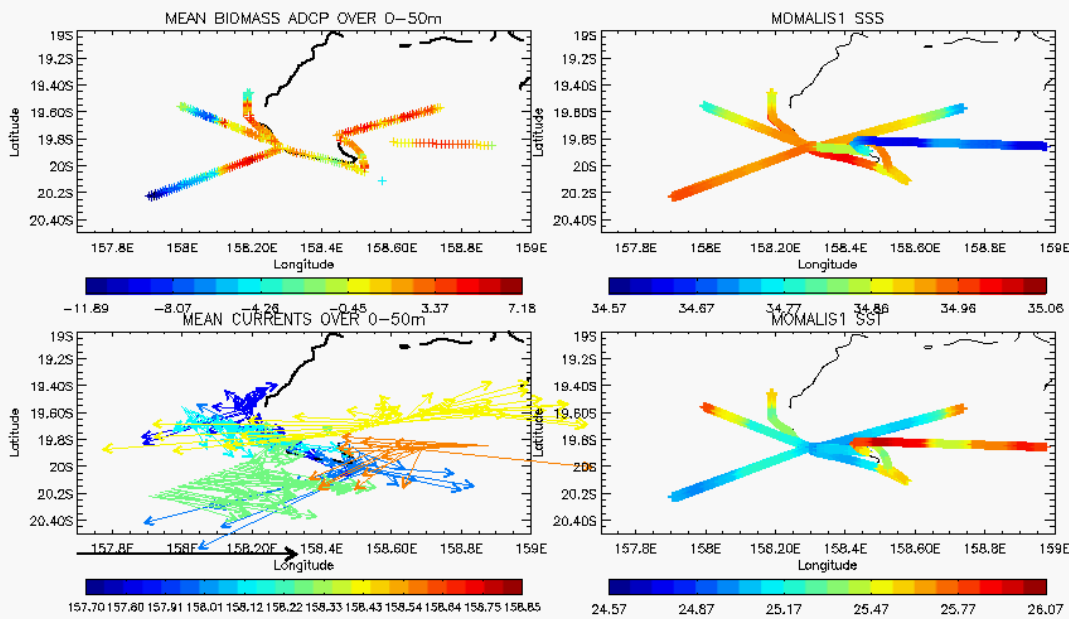 MEAN BIOMASS ADCP OVER 0-50m
19S
19.2S
19.40S
19.60S
19.8S
20S
20.2S
20.40S
Latitude
157.8E 158E 158.20E 158.4E 158.60E 158.8E 159E
Longitude
-11.89 -8.07 -4.26 -0.45 3.37 7.18
MOMALIS1 SSS
19S
19.2S
19.40S
19.60S
19.8S
20S
20.2S
20.40S
Latitude
157.8E 158E 158.20E 158.4E 158.60E 158.8E 159E
Longitude
34.57 34.67 34.77 34.86 34.96 35.06
MEAN CURRENTS OVER 0-50m
19S
19.2S
19.40S
19.60S
19.8S
20S
20.2S
20.40S
Latitude
157.8E 158E 158.20E 158.4E 158.60E 158.8E 159E
Longitude
157.70 157.80 157.91 158.01 158.12 158.22 158.33 158.43 158.54 158.64 158.75 158.85
MOMALIS1 SST
19S
19.2S
19.40S
19.60S
19.8S
20S
20.2S
20.40S
Latitude
157.8E 158E 158.20E 158.4E 158.60E 158.8E 159E
Longitude
24.57 24.87 25.17 25.47 25.77 26.07